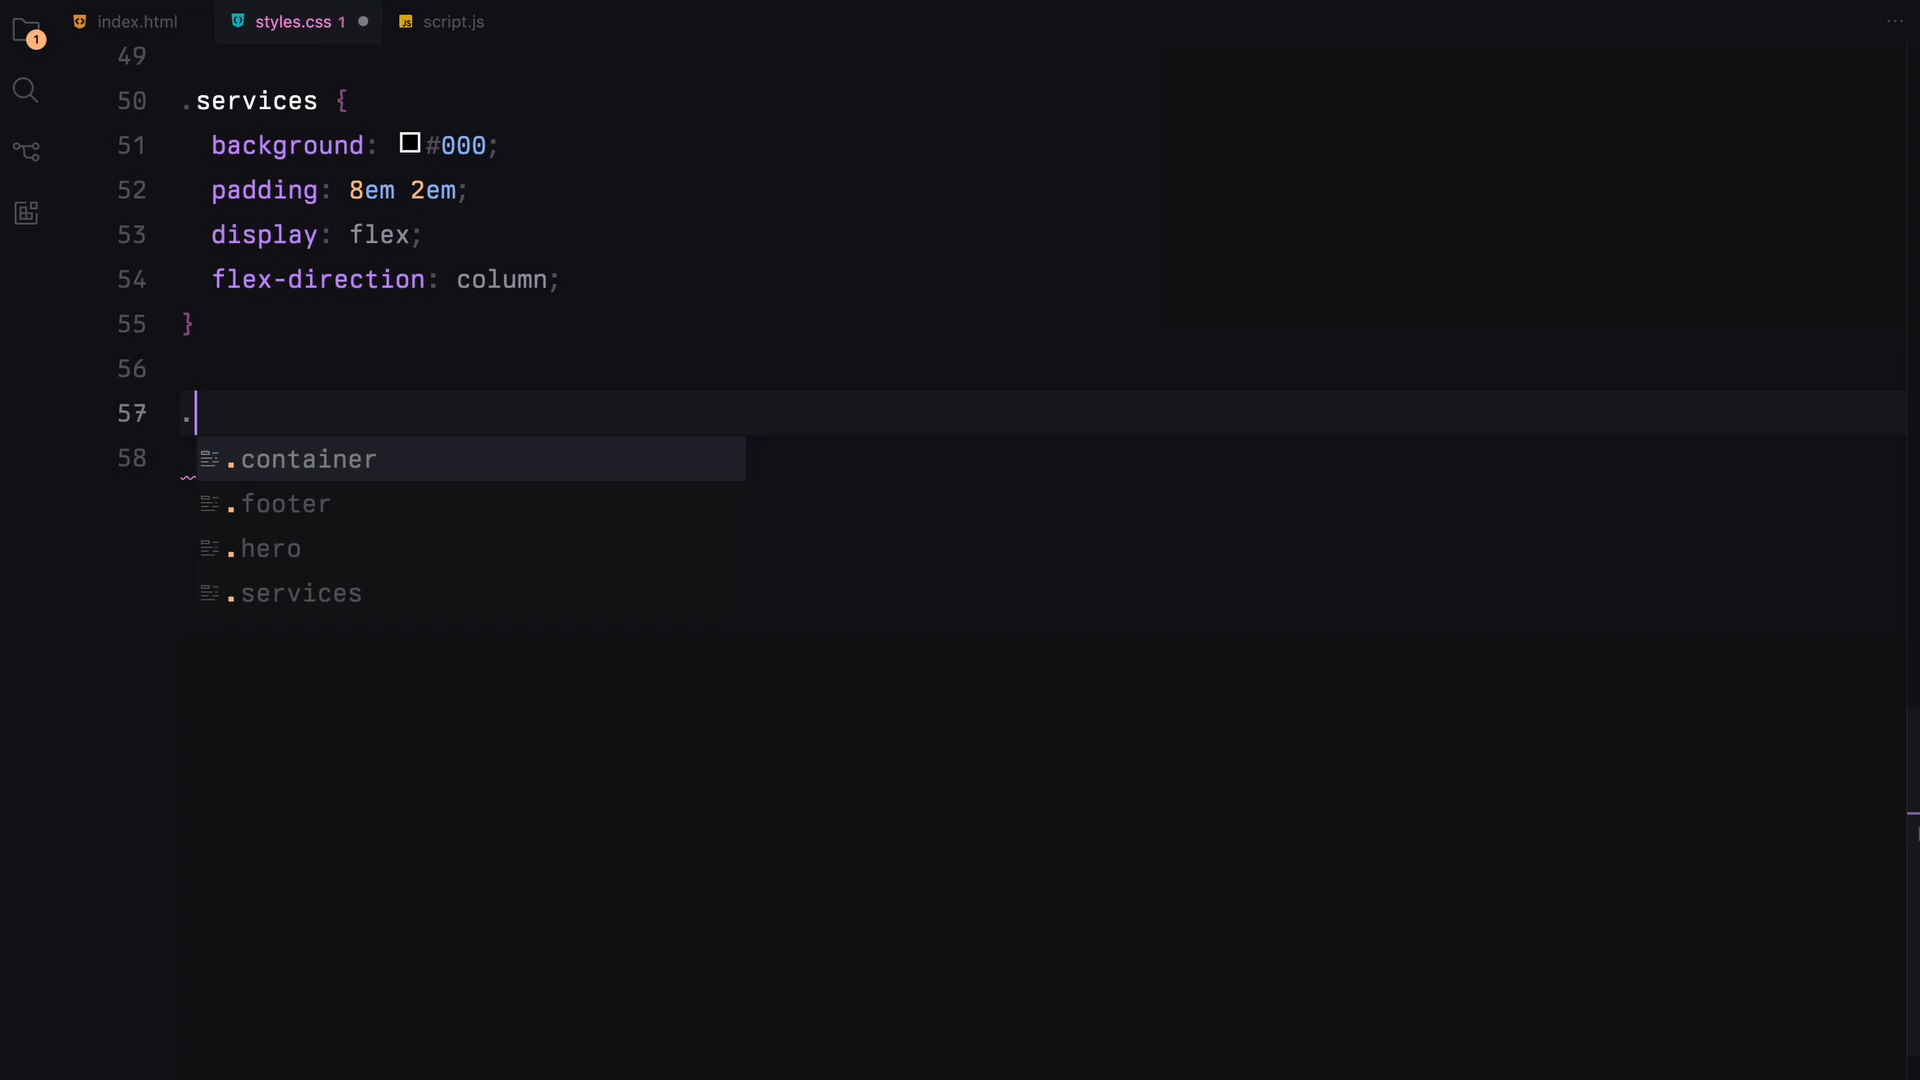 1
index.html
styles.css 1
JS script.js
49
50 .services {
51 background: #000;
52 padding: 8em 2em;
53 display: flex;
54 flex-direction: column;
55 }
56
57 .
58
.container
.footer
.hero
.services